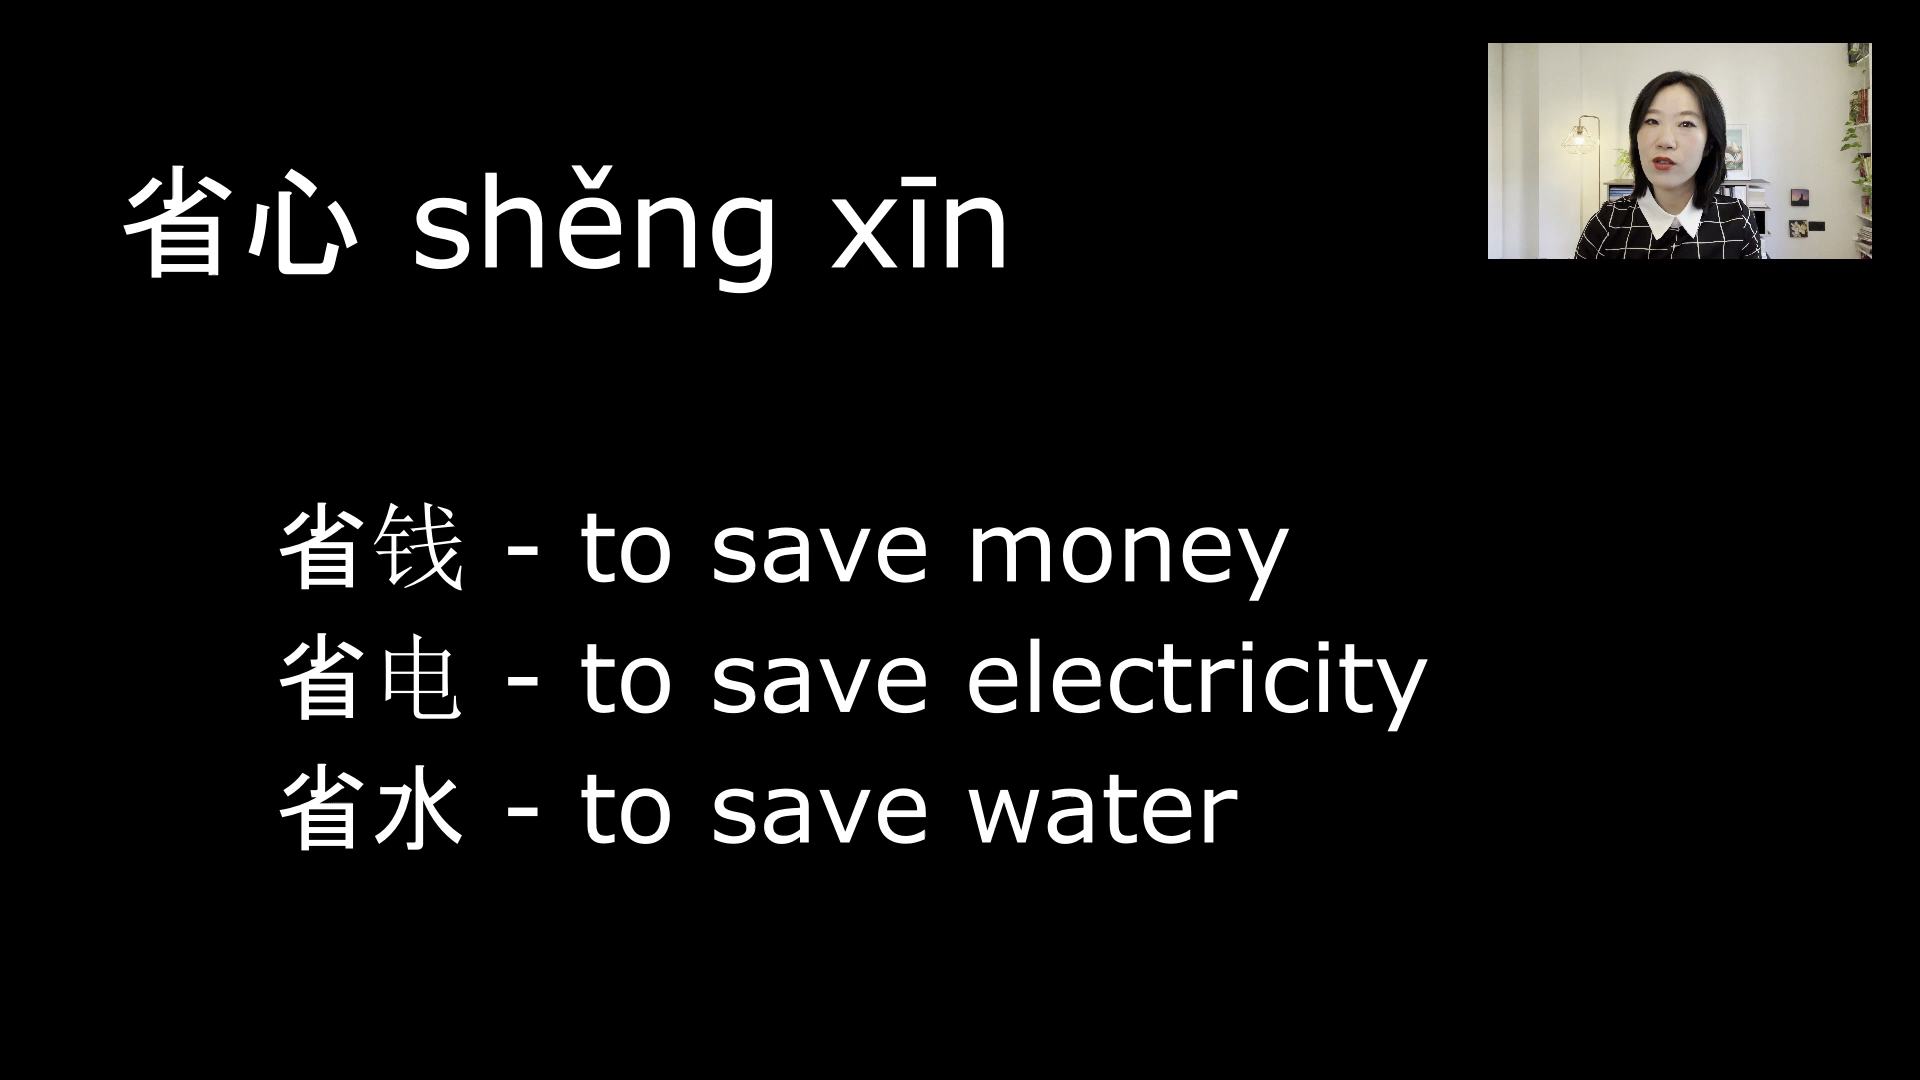 省心 shěng xīn
省钱 - to save money
省电 - to save electricity
省水 - to save water